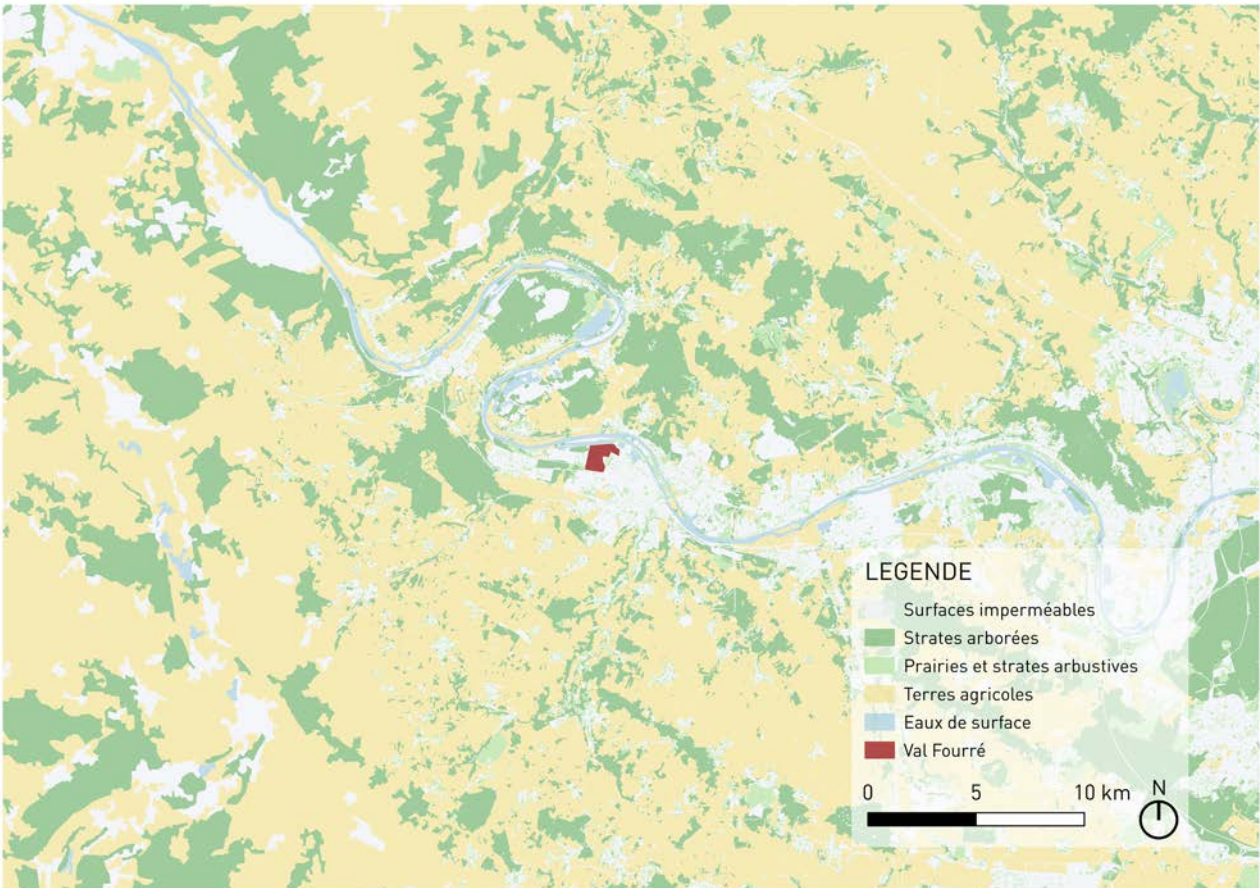 LEGENDE
Surfaces imperméables
Strates arborées
Prairies et strates arbustives
Terres agricoles
Eaux de surface
Val Fourré
0 5 10 km N